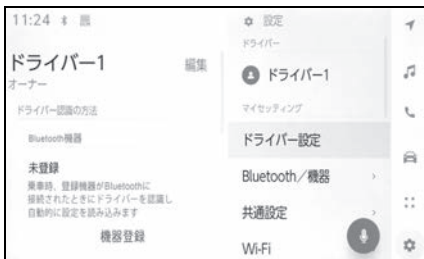 11:24
ドライバー1
編集
オーナー
ドライバー認識の方法
Bluetooth機器
未登録
乗車時、登録機器がBluetoothに
接続されたときにドライバーを認識し
自動的に設定を読み込みます
機器登録
設定
ドライバー
ドライバー1
マイセッティング
ドライバー設定
Bluetooth／機器
共通設定
Wi-Fi